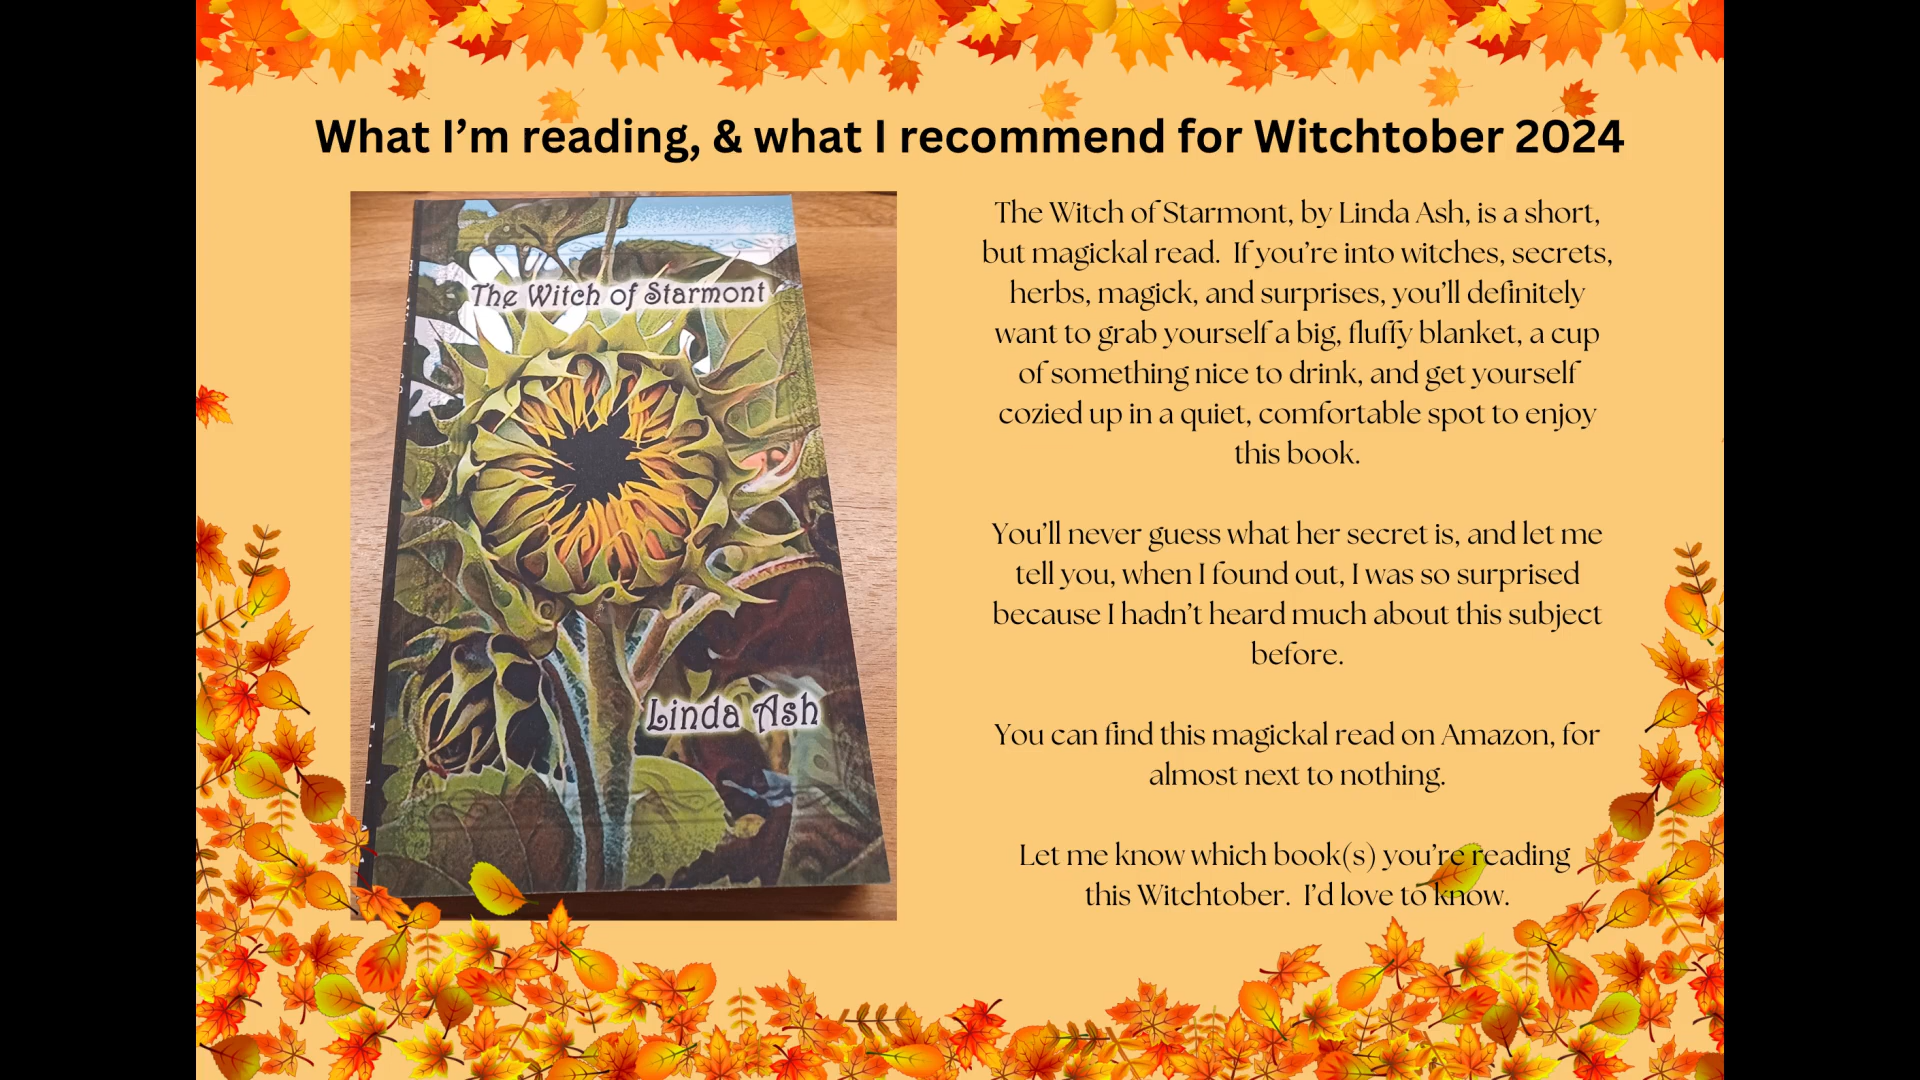 What I'm reading, & what I recommend for Witchtober 2024
The Witch of Starmont
Linda Ash
The Witch of Starmont, by Linda Ash, is a short,
but magickal read.  If you're into witches, secrets,
herbs, magick, and surprises, you'll definitely
want to grab yourself a big, fluffy blanket, a cup
of something nice to drink, and get yourself
cozied up in a quiet, comfortable spot to enjoy
this book.
You'll never guess what her secret is, and let me
tell you, when I found out, I was so surprised
because I hadn't heard much about this subject
before.
You can find this magickal read on Amazon, for
almost next to nothing.
Let me know which book(s) you're reading
this Witchtober.  I'd love to know.